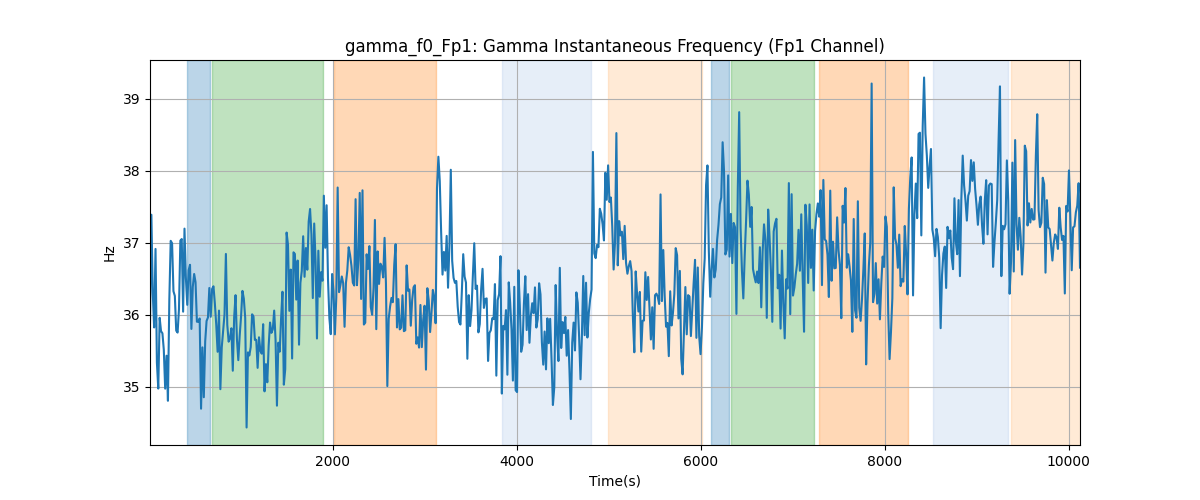 gamma_f0_Fp1: Gamma Instantaneous Frequency (Fp1 Channel)
39
38
37
36
35
Hz
2000 4000 6000 8000 10000
Time(s)